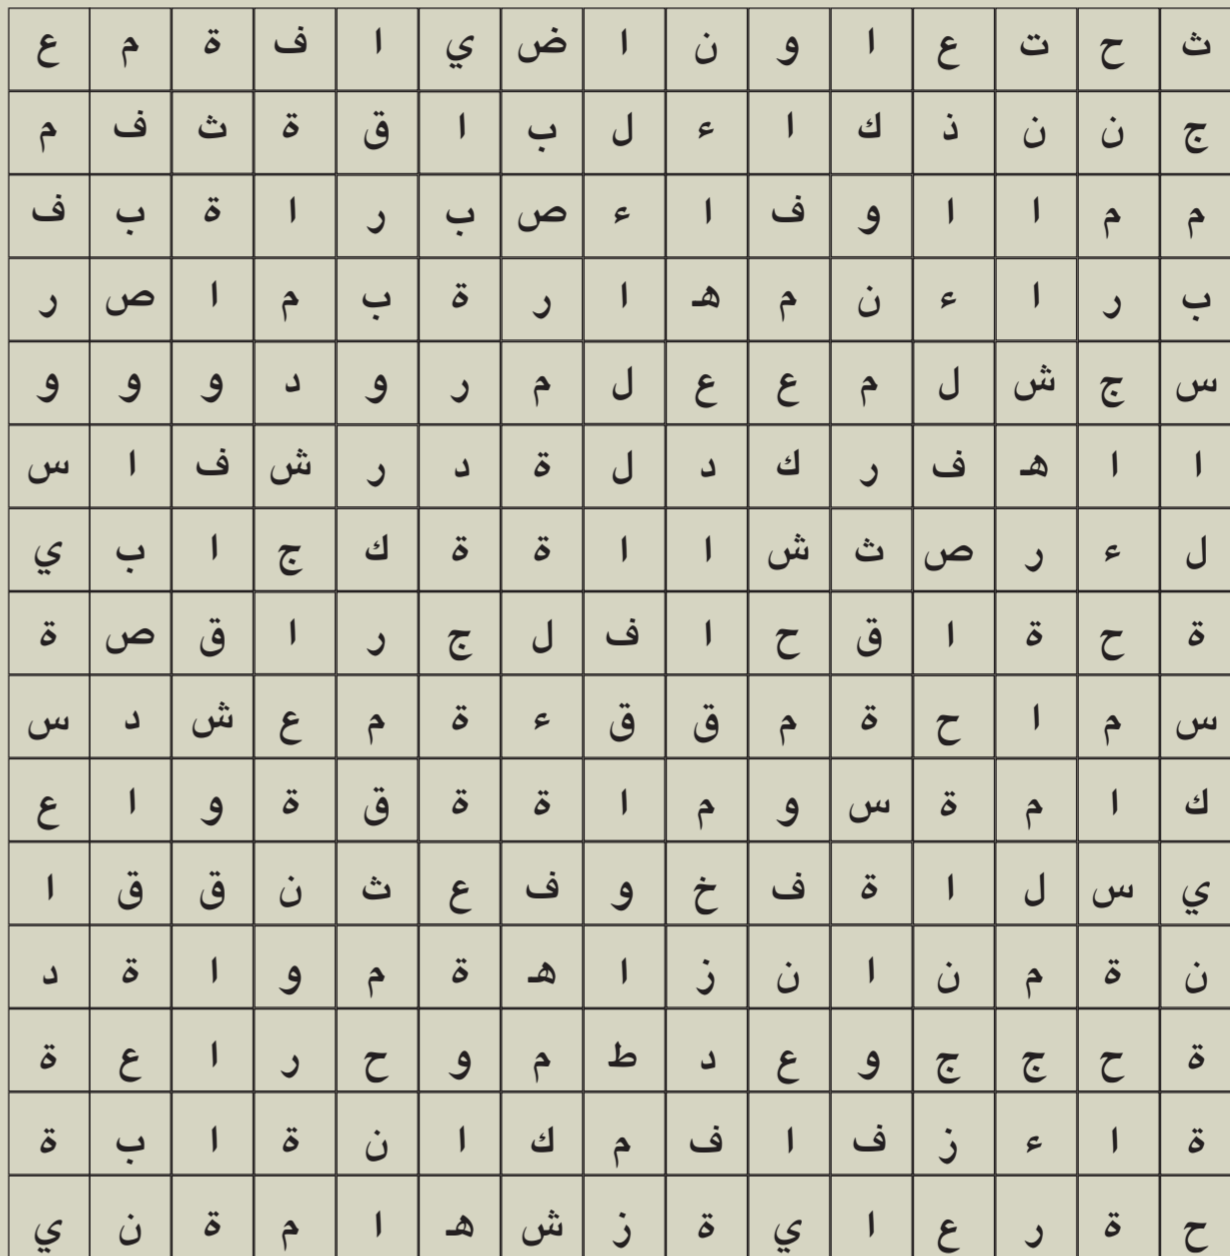 ث ح ت ع ا و ن ا ض ي ا ف ة م ع
ج ن ن ذ ك ا ء ل ب ا ق ة ث ف م
م م ا ا و ف ا ء ص ب ر ا ة ب ف
ب ر ا ء ن م هـ ا ر ة ب م ا ص ر
س ج ش ل م ع ع ل م ر و د و و و
ا ا هـ ف ر ك د ل ة د ر ش ف ا س
ل ء ر ص ث ش ا ا ة ة ك ج ا ب ي
ة ح ة ا ق ح ا ف ل ج ر ا ق ص ة
س م ا ح ة م ق ق ء ة م ع ش د س
ك ا م ة س و م ا ة ة ق ة و ا ع
ي س ل ا ة ف خ و ف ع ث ن ق ق ا
ن ة م ن ا ن ز ا هـ ة م و ا ة د
ة ح ج ج و ع د ط م و ح ر ا ع ة
ة ا ء ز ف ا ف م ك ا ن ة ا ب ة
ح ة ر ع ا ي ة ز ش هـ ا م ة ن ي